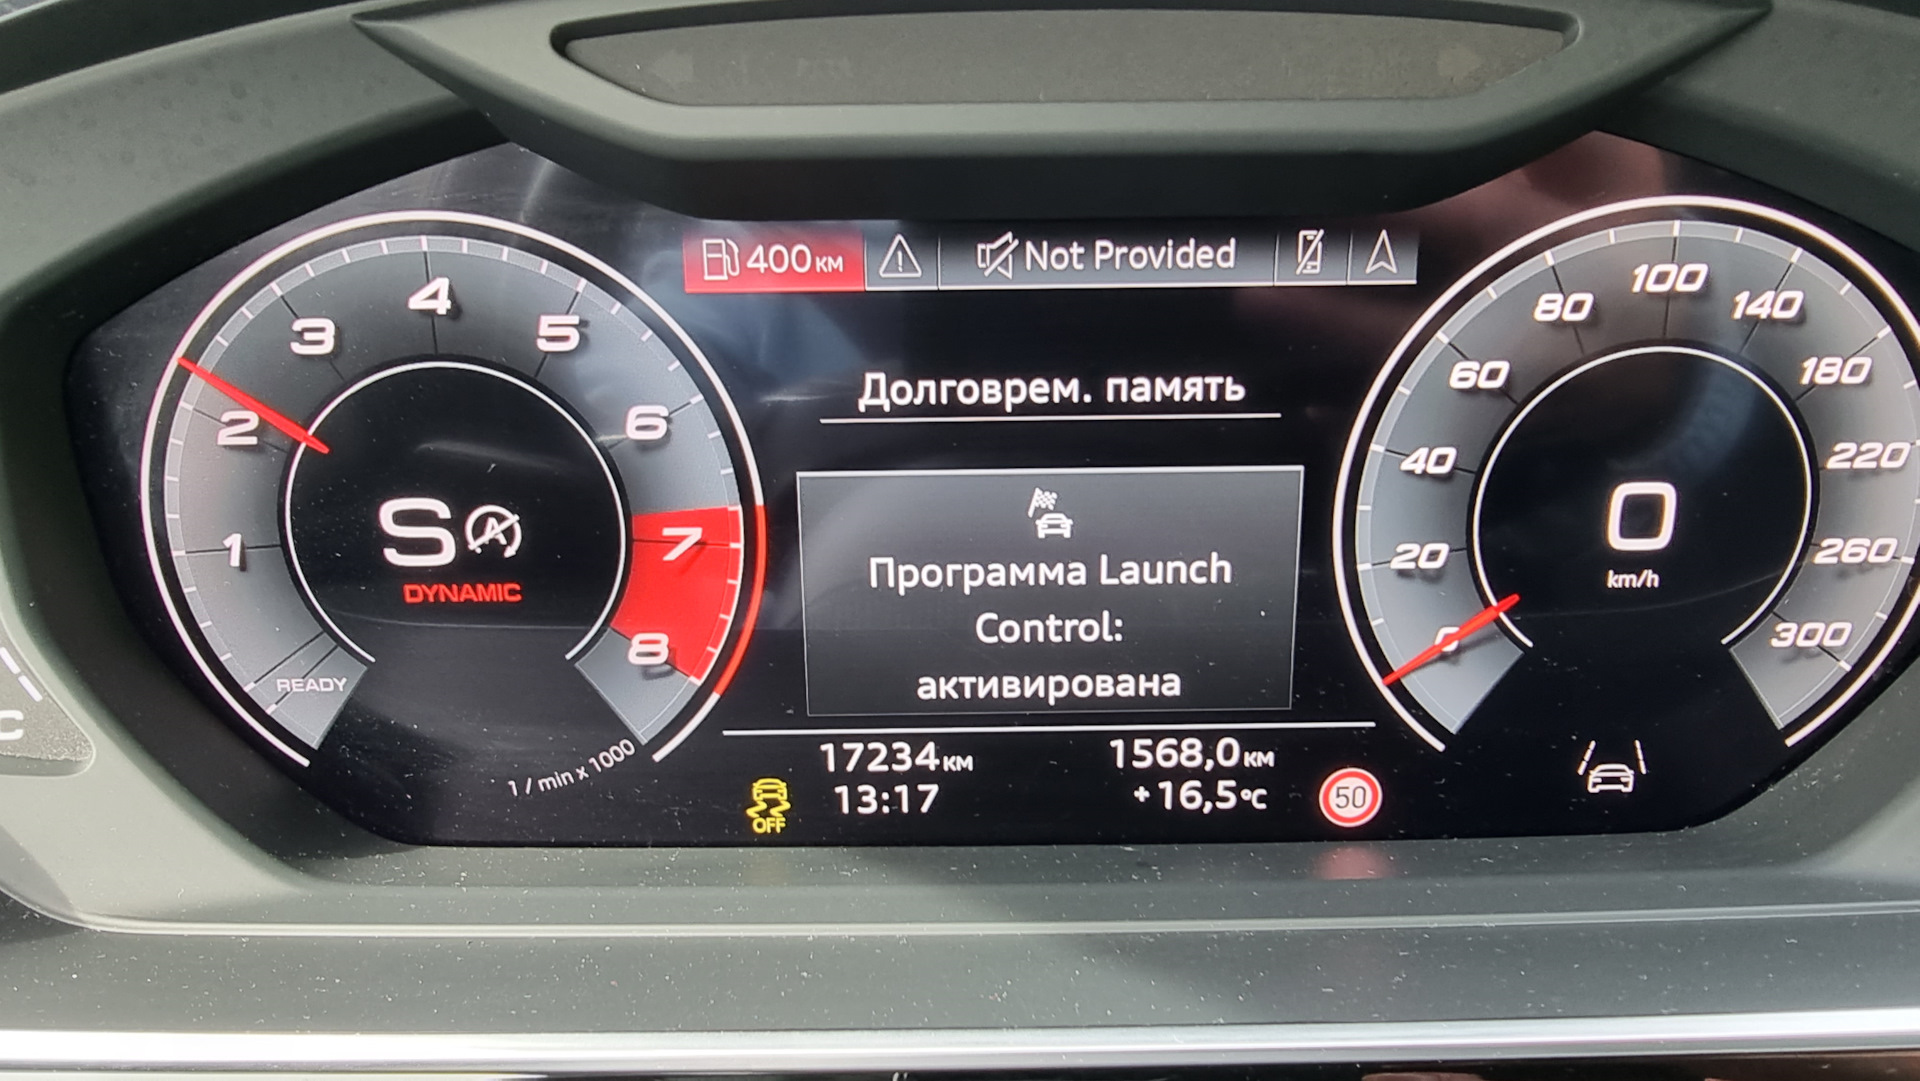 400км Not Provided
4
3
5
2
6
1
7
8
READY
S A
DYNAMIC
1 / min x 1000
Долговрем. память
Программа Launch
Control:
активирована
17234км 1568,0км
13:17 +16,5°C
OFF
50
100
80
140
60
180
40
220
20
260
0
300
0
km/h
C